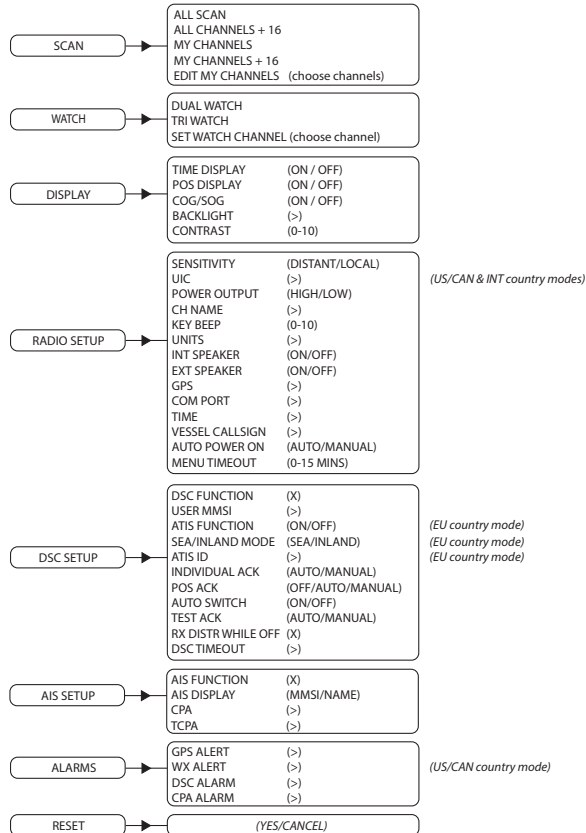 SCAN
ALL SCAN
ALL CHANNELS + 16
MY CHANNELS
MY CHANNELS + 16
EDIT MY CHANNELS (choose channels)
WATCH
DUAL WATCH
TRI WATCH
SET WATCH CHANNEL (choose channel)
DISPLAY
TIME DISPLAY (ON / OFF)
POS DISPLAY (ON / OFF)
COG/SOG (ON / OFF)
BACKLIGHT (>)
CONTRAST (0-10)
RADIO SETUP
SENSITIVITY (DISTANT/LOCAL)
UIC (>) (US/CAN & INT country modes)
POWER OUTPUT (HIGH/LOW)
CH NAME (>)
KEY BEEP (0-10)
UNITS (>)
INT SPEAKER (ON/OFF)
EXT SPEAKER (ON/OFF)
GPS (>)
COM PORT (>)
TIME (>)
VESSEL CALLSIGN (>)
AUTO POWER ON (AUTO/MANUAL)
MENU TIMEOUT (0-15 MINS)
DSC SETUP
DSC FUNCTION (X)
USER MMSI (>)
ATIS FUNCTION (ON/OFF) (EU country mode)
SEA/INLAND MODE (SEA/INLAND) (EU country mode)
ATIS ID (>) (EU country mode)
INDIVIDUAL ACK (AUTO/MANUAL)
POS ACK (OFF/AUTO/MANUAL)
AUTO SWITCH (ON/OFF)
TEST ACK (AUTO/MANUAL)
RX DISTR WHILE OFF (X)
DSC TIMEOUT (>)
AIS SETUP
AIS FUNCTION (X)
AIS DISPLAY (MMSI/NAME)
CPA (>)
TCPA (>)
ALARMS
GPS ALERT (>)
WX ALERT (>) (US/CAN country mode)
DSC ALARM (>)
CPA ALARM (>)
RESET
(YES/CANCEL)